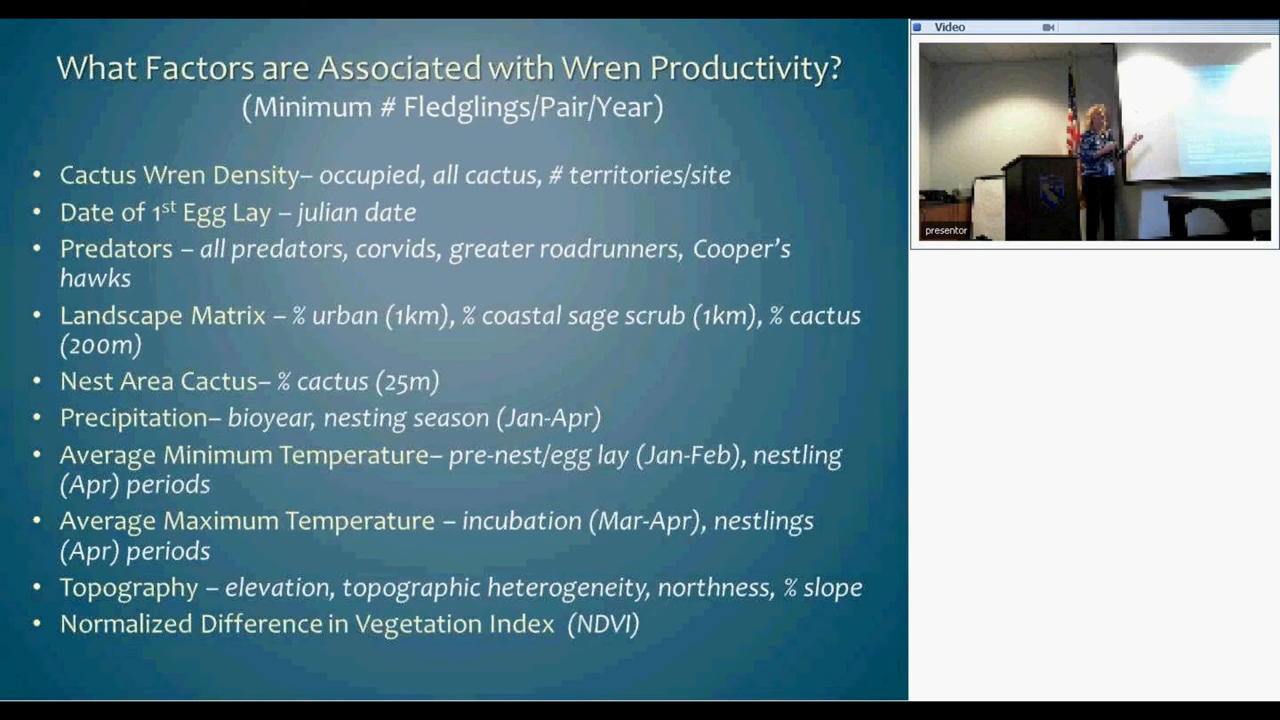 What Factors are Associated with Wren Productivity?
(Minimum # Fledglings/Pair/Year)
• Cactus Wren Density– occupied, all cactus, # territories/site
• Date of 1st Egg Lay – julian date
• Predators – all predators, corvids, greater roadrunners, Cooper's
hawks
• Landscape Matrix – % urban (1km), % coastal sage scrub (1km), % cactus
(200m)
• Nest Area Cactus– % cactus (25m)
• Precipitation– bioyear, nesting season (Jan-Apr)
• Average Minimum Temperature– pre-nest/egg lay (Jan-Feb), nestling
(Apr) periods
• Average Maximum Temperature – incubation (Mar-Apr), nestlings
(Apr) periods
• Topography – elevation, topographic heterogeneity, northness, % slope
• Normalized Difference in Vegetation Index (NDVI)
Video
presentor